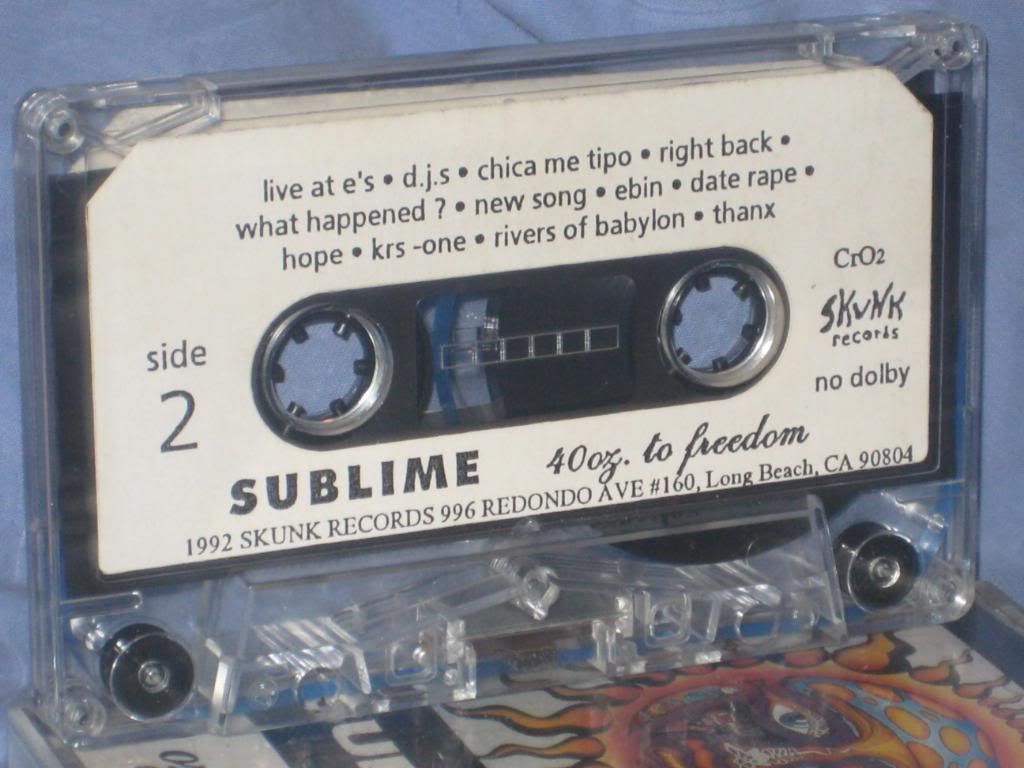 live at e's • d.j.s • chica me tipo • right back •
what happened ? • new song • ebin • date rape •
hope • krs -one • rivers of babylon • thanx
CrO2
SKUNK
records
no dolby
side
2
SUBLIME
40oz. to freedom
1992 SKUNK RECORDS 996 REDONDO AVE #160, Long Beach, CA 90804